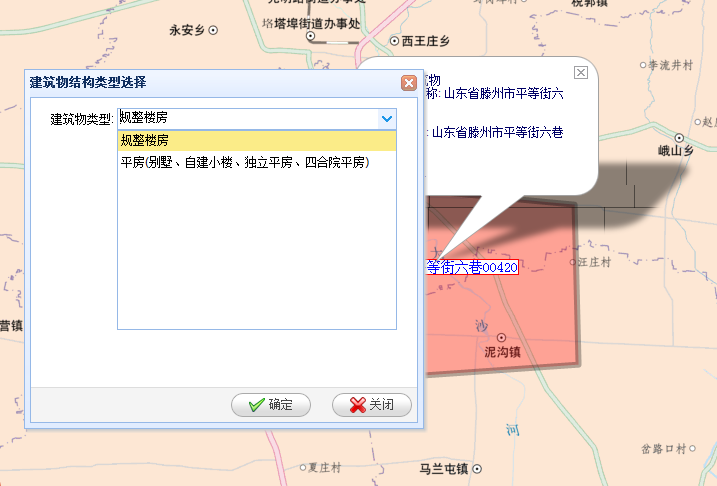 塔埠街道办事处
永安乡
西王庄乡
李流井村
建筑物结构类型选择
筑物
称: 山东省滕州市平等街六
建筑物类型: 规整楼房
规整楼房
: 山东省滕州市平等街六巷
平房(别墅、自建小楼、独立平房、四合院平房)
峨山乡
等街六巷00420
汪庄村
营镇
沙
泥沟镇
确定
关闭
河
岔路口村
夏庄村
马兰屯镇